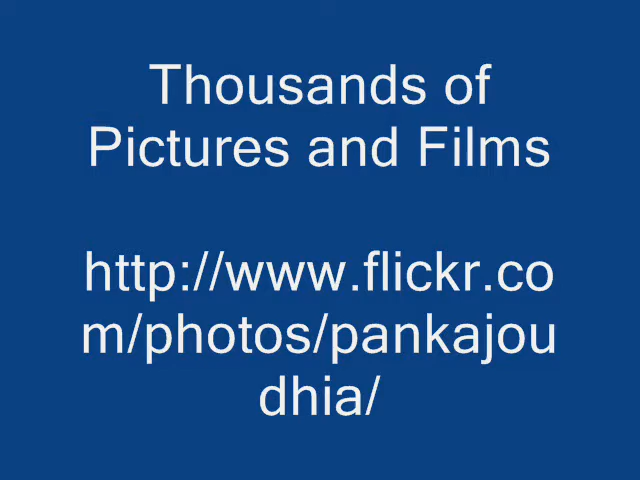 Thousands of
Pictures and Films
http://www.flickr.co
m/photos/pankajou
dhia/